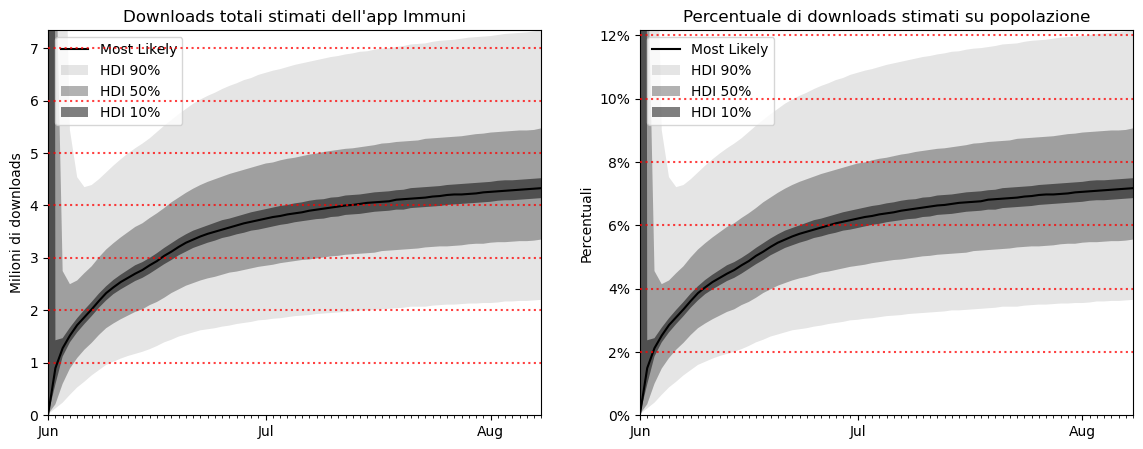 Downloads totali stimati dell'app Immuni
Milioni di downloads
7
6
5
4
3
2
1
0
Most Likely
HDI 90%
HDI 50%
HDI 10%
Jun
Jul
Aug
Percentuale di downloads stimati su popolazione
Percentuali
12%
10%
8%
6%
4%
2%
0%
Most Likely
HDI 90%
HDI 50%
HDI 10%
Jun
Jul
Aug